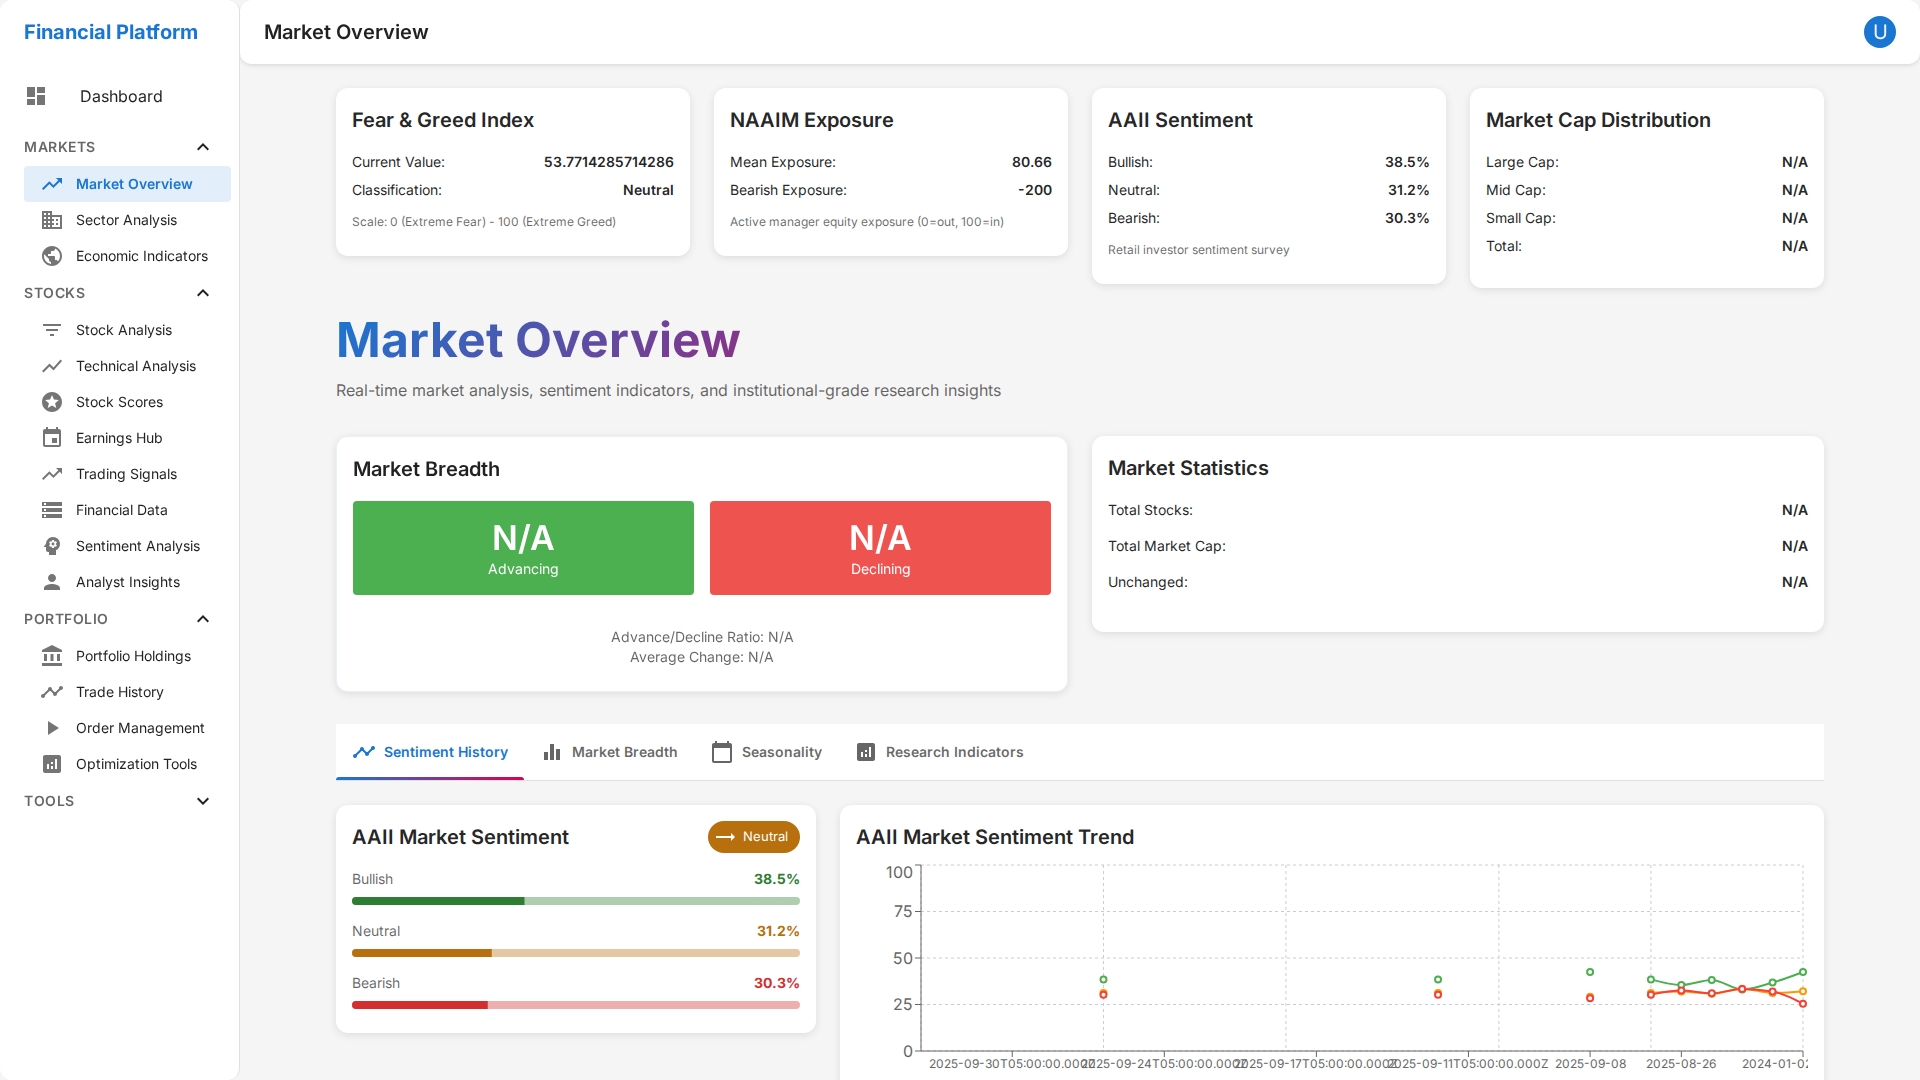 Financial Platform
Market Overview
U
Dashboard
MARKETS
Market Overview
Sector Analysis
Economic Indicators
STOCKS
Stock Analysis
Technical Analysis
Stock Scores
Earnings Hub
Trading Signals
Financial Data
Sentiment Analysis
Analyst Insights
PORTFOLIO
Portfolio Holdings
Trade History
Order Management
Optimization Tools
TOOLS
Fear & Greed Index
Current Value: 53.7714285714286
Classification: Neutral
Scale: 0 (Extreme Fear) - 100 (Extreme Greed)
NAAIM Exposure
Mean Exposure: 80.66
Bearish Exposure: -200
Active manager equity exposure (0=out, 100=in)
AAII Sentiment
Bullish: 38.5%
Neutral: 31.2%
Bearish: 30.3%
Retail investor sentiment survey
Market Cap Distribution
Large Cap: N/A
Mid Cap: N/A
Small Cap: N/A
Total: N/A
Market Overview
Real-time market analysis, sentiment indicators, and institutional-grade research insights
Market Breadth
N/A
Advancing
N/A
Declining
Advance/Decline Ratio: N/A
Average Change: N/A
Market Statistics
Total Stocks: N/A
Total Market Cap: N/A
Unchanged: N/A
Sentiment History
Market Breadth
Seasonality
Research Indicators
AAII Market Sentiment
Neutral
Bullish 38.5%
Neutral 31.2%
Bearish 30.3%
AAII Market Sentiment Trend
100
75
50
25
0
2025-09-30T05:00:00.000Z 2025-09-24T05:00:00.000Z 2025-09-17T05:00:00.000Z 2025-09-11T05:00:00.000Z 2025-09-08 2025-08-26 2024-01-02